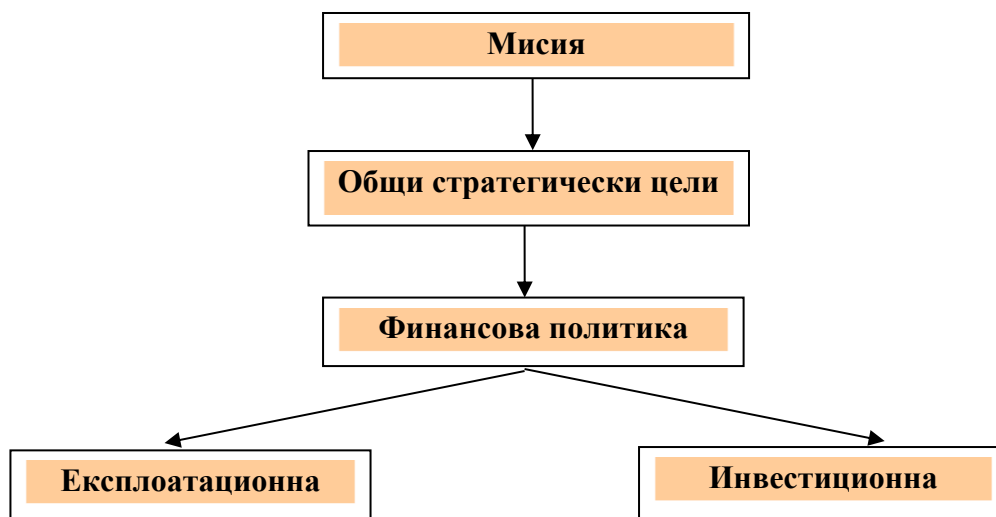 Мисия
Общи стратегически цели
Финансова политика
Експлоатационна
Инвестиционна